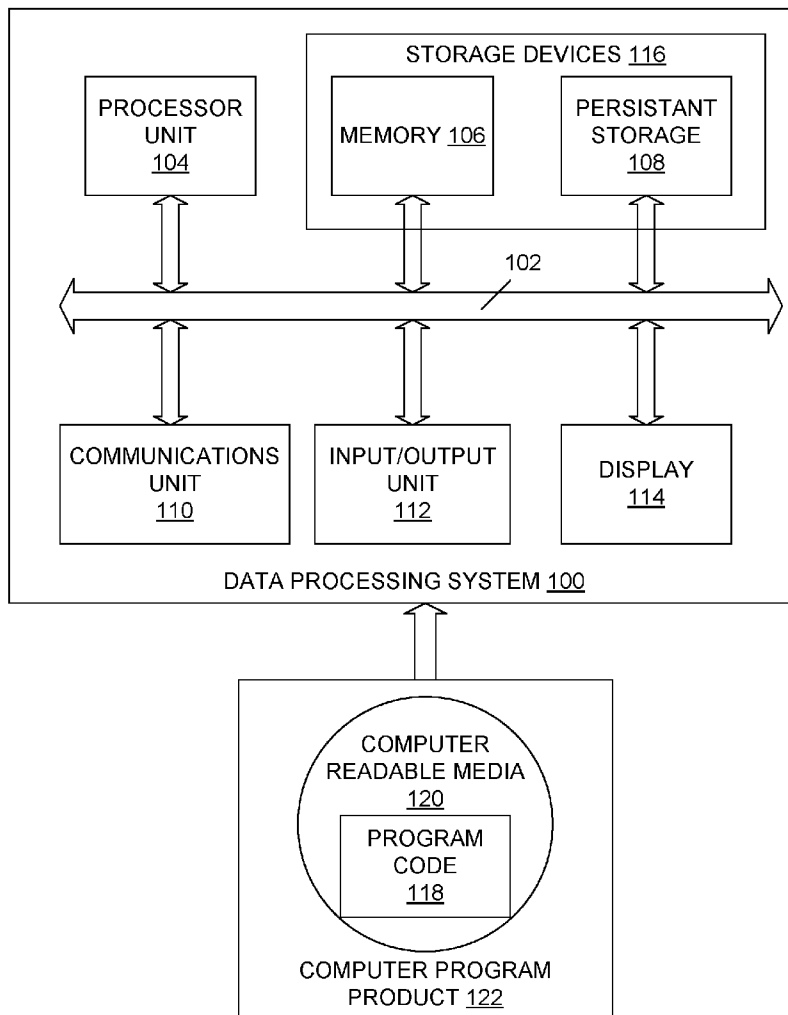 STORAGE DEVICES 116
PROCESSOR
UNIT
104
MEMORY 106
PERSISTANT
STORAGE
108
102
COMMUNICATIONS
UNIT
110
INPUT/OUTPUT
UNIT
112
DISPLAY
114
DATA PROCESSING SYSTEM 100
COMPUTER
READABLE MEDIA
120
PROGRAM
CODE
118
COMPUTER PROGRAM
PRODUCT 122